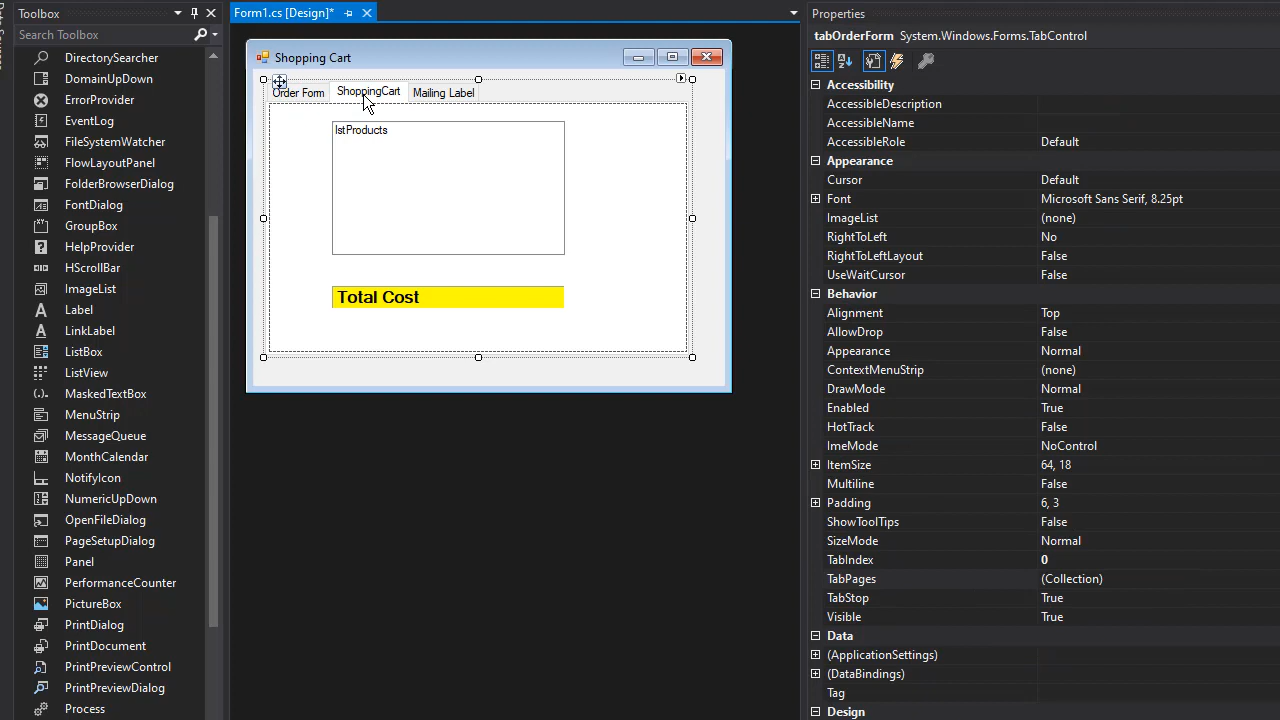 Toolbox
Search Toolbox
DirectorySearcher
DomainUpDown
ErrorProvider
EventLog
FileSystemWatcher
FlowLayoutPanel
FolderBrowserDialog
FontDialog
GroupBox
HelpProvider
HScrollBar
ImageList
Label
LinkLabel
ListBox
ListView
MaskedTextBox
MenuStrip
MessageQueue
MonthCalendar
NotifyIcon
NumericUpDown
OpenFileDialog
PageSetupDialog
Panel
PerformanceCounter
PictureBox
PrintDialog
PrintDocument
PrintPreviewControl
PrintPreviewDialog
Process
Form1.cs [Design]*
Shopping Cart
Order Form ShoppingCart Mailing Label
lstProducts
Total Cost
Properties
tabOrderForm System.Windows.Forms.TabControl
Accessibility
AccessibleDescription
AccessibleName
AccessibleRole Default
Appearance
Cursor Default
Font Microsoft Sans Serif, 8.25pt
ImageList (none)
RightToLeft No
RightToLeftLayout False
UseWaitCursor False
Behavior
Alignment Top
AllowDrop False
Appearance Normal
ContextMenuStrip (none)
DrawMode Normal
Enabled True
HotTrack False
ImeMode NoControl
ItemSize 64, 18
Multiline False
Padding 6, 3
ShowToolTips False
SizeMode Normal
TabIndex 0
TabPages (Collection)
TabStop True
Visible True
Data
(ApplicationSettings)
(DataBindings)
Tag
Design